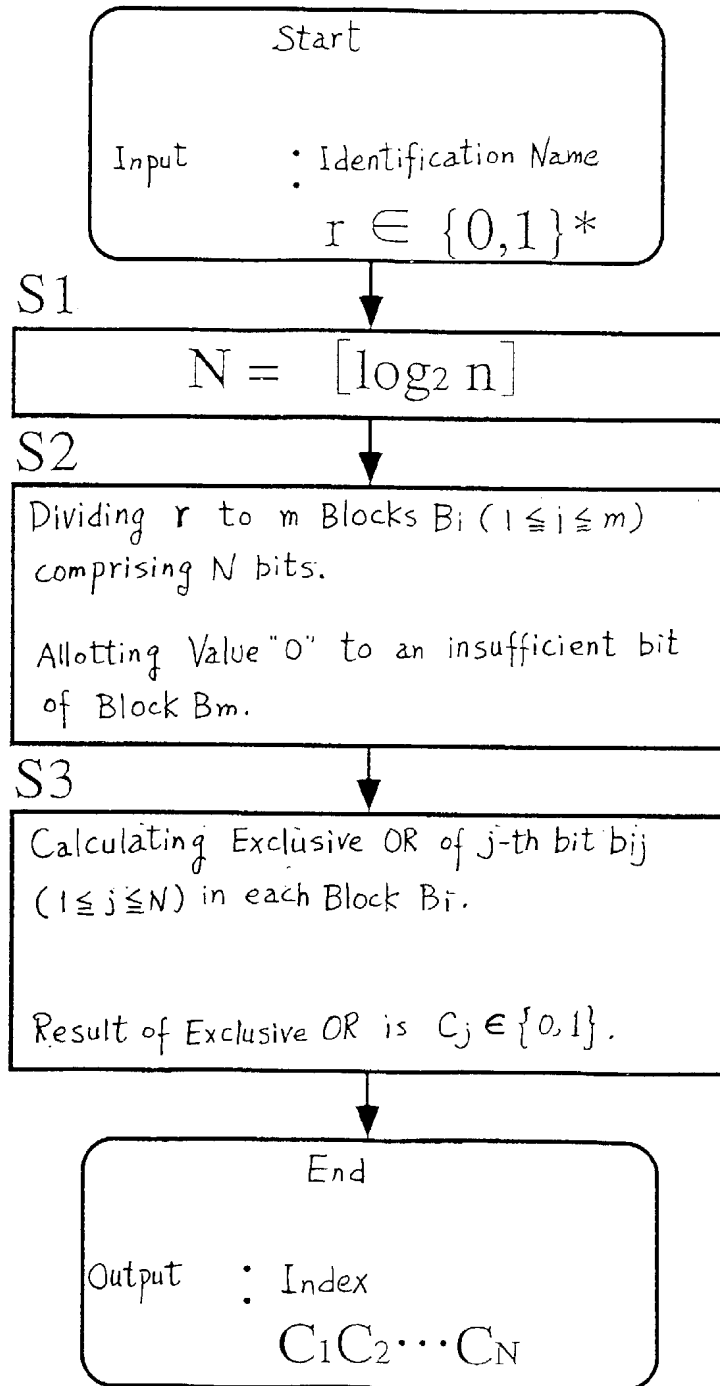 Start
Input : Identification Name
r ∈ {0,1}*
S1
N = [log₂ n]
S2
Dividing r to m Blocks Bi (1 ≦ i ≦ m)
comprising N bits.
Allotting Value "0" to an insufficient bit
of Block Bm.
S3
Calculating Exclusive OR of j-th bit bij
(1 ≦ j ≦ N) in each Block Bi.
Result of Exclusive OR is Cj ∈ {0,1}.
End
Output : Index
C₁C₂⋯C_N